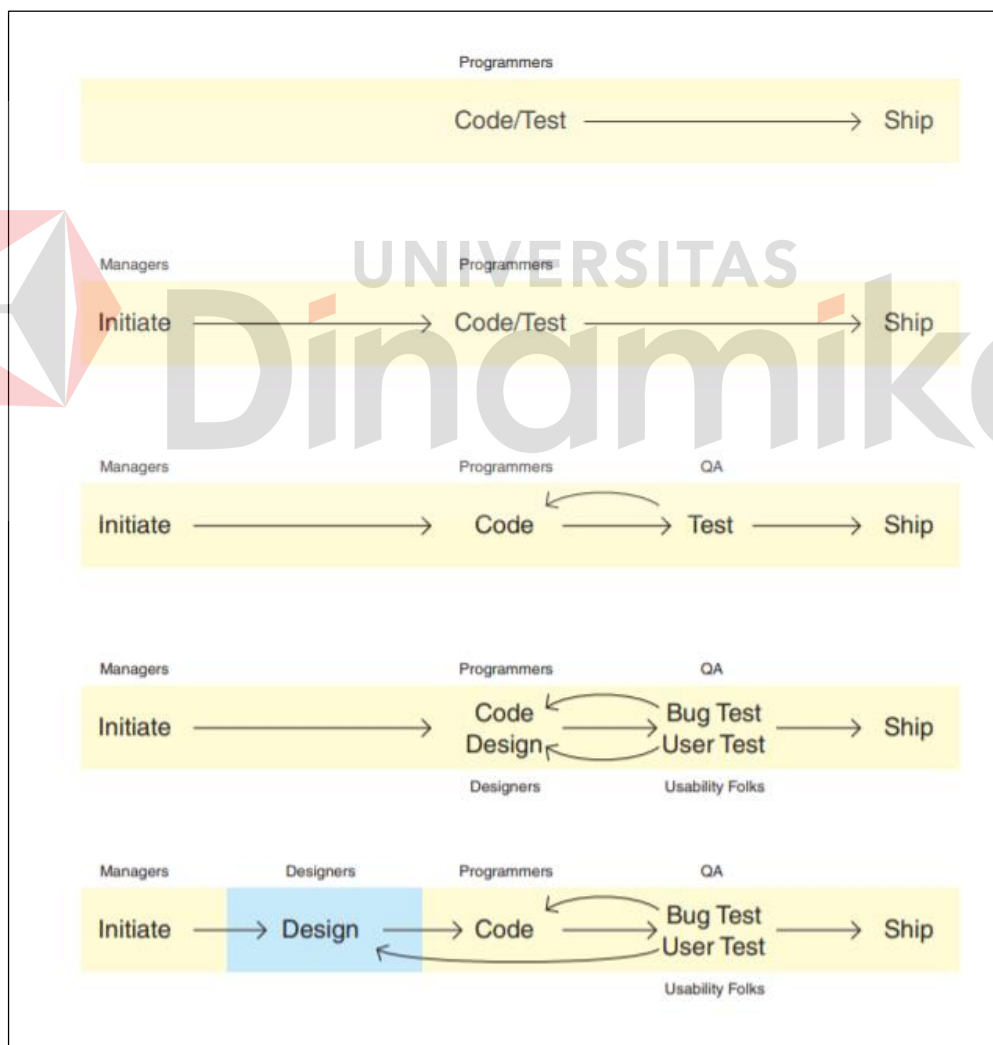 Programmers
Code/Test Ship
UNIVERSITAS
Dinamika
Managers Programmers
Initiate Code/Test Ship
Managers Programmers QA
Initiate Code Test Ship
Managers Programmers QA
Initiate Code Bug Test Ship
Design User Test
Designers Usability Folks
Managers Designers Programmers QA
Initiate Design Code Bug Test Ship
User Test
Usability Folks